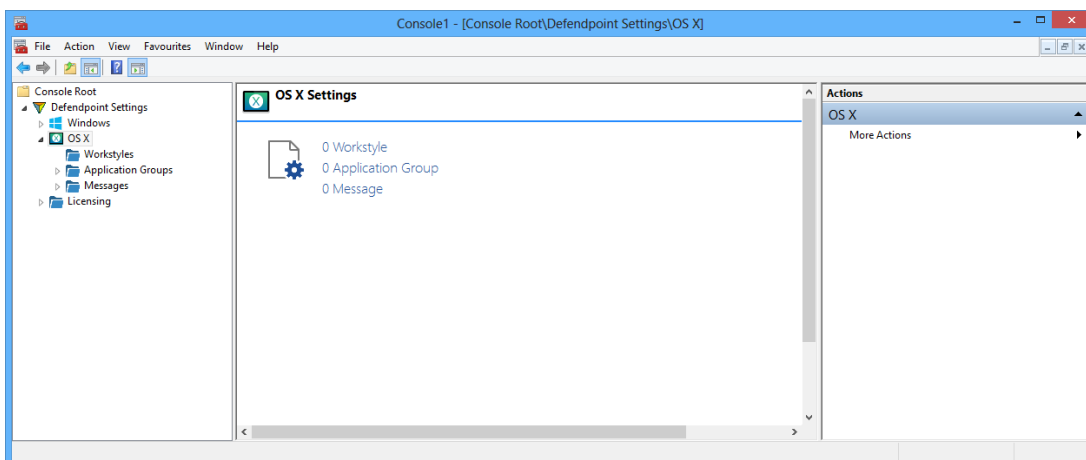 Console1 - [Console Root\Defendpoint Settings\OS X]
File Action View Favourites Window Help
Console Root
Defendpoint Settings
Windows
OS X
Workstyles
Application Groups
Messages
Licensing
OS X Settings
0 Workstyle
0 Application Group
0 Message
Actions
OS X
More Actions